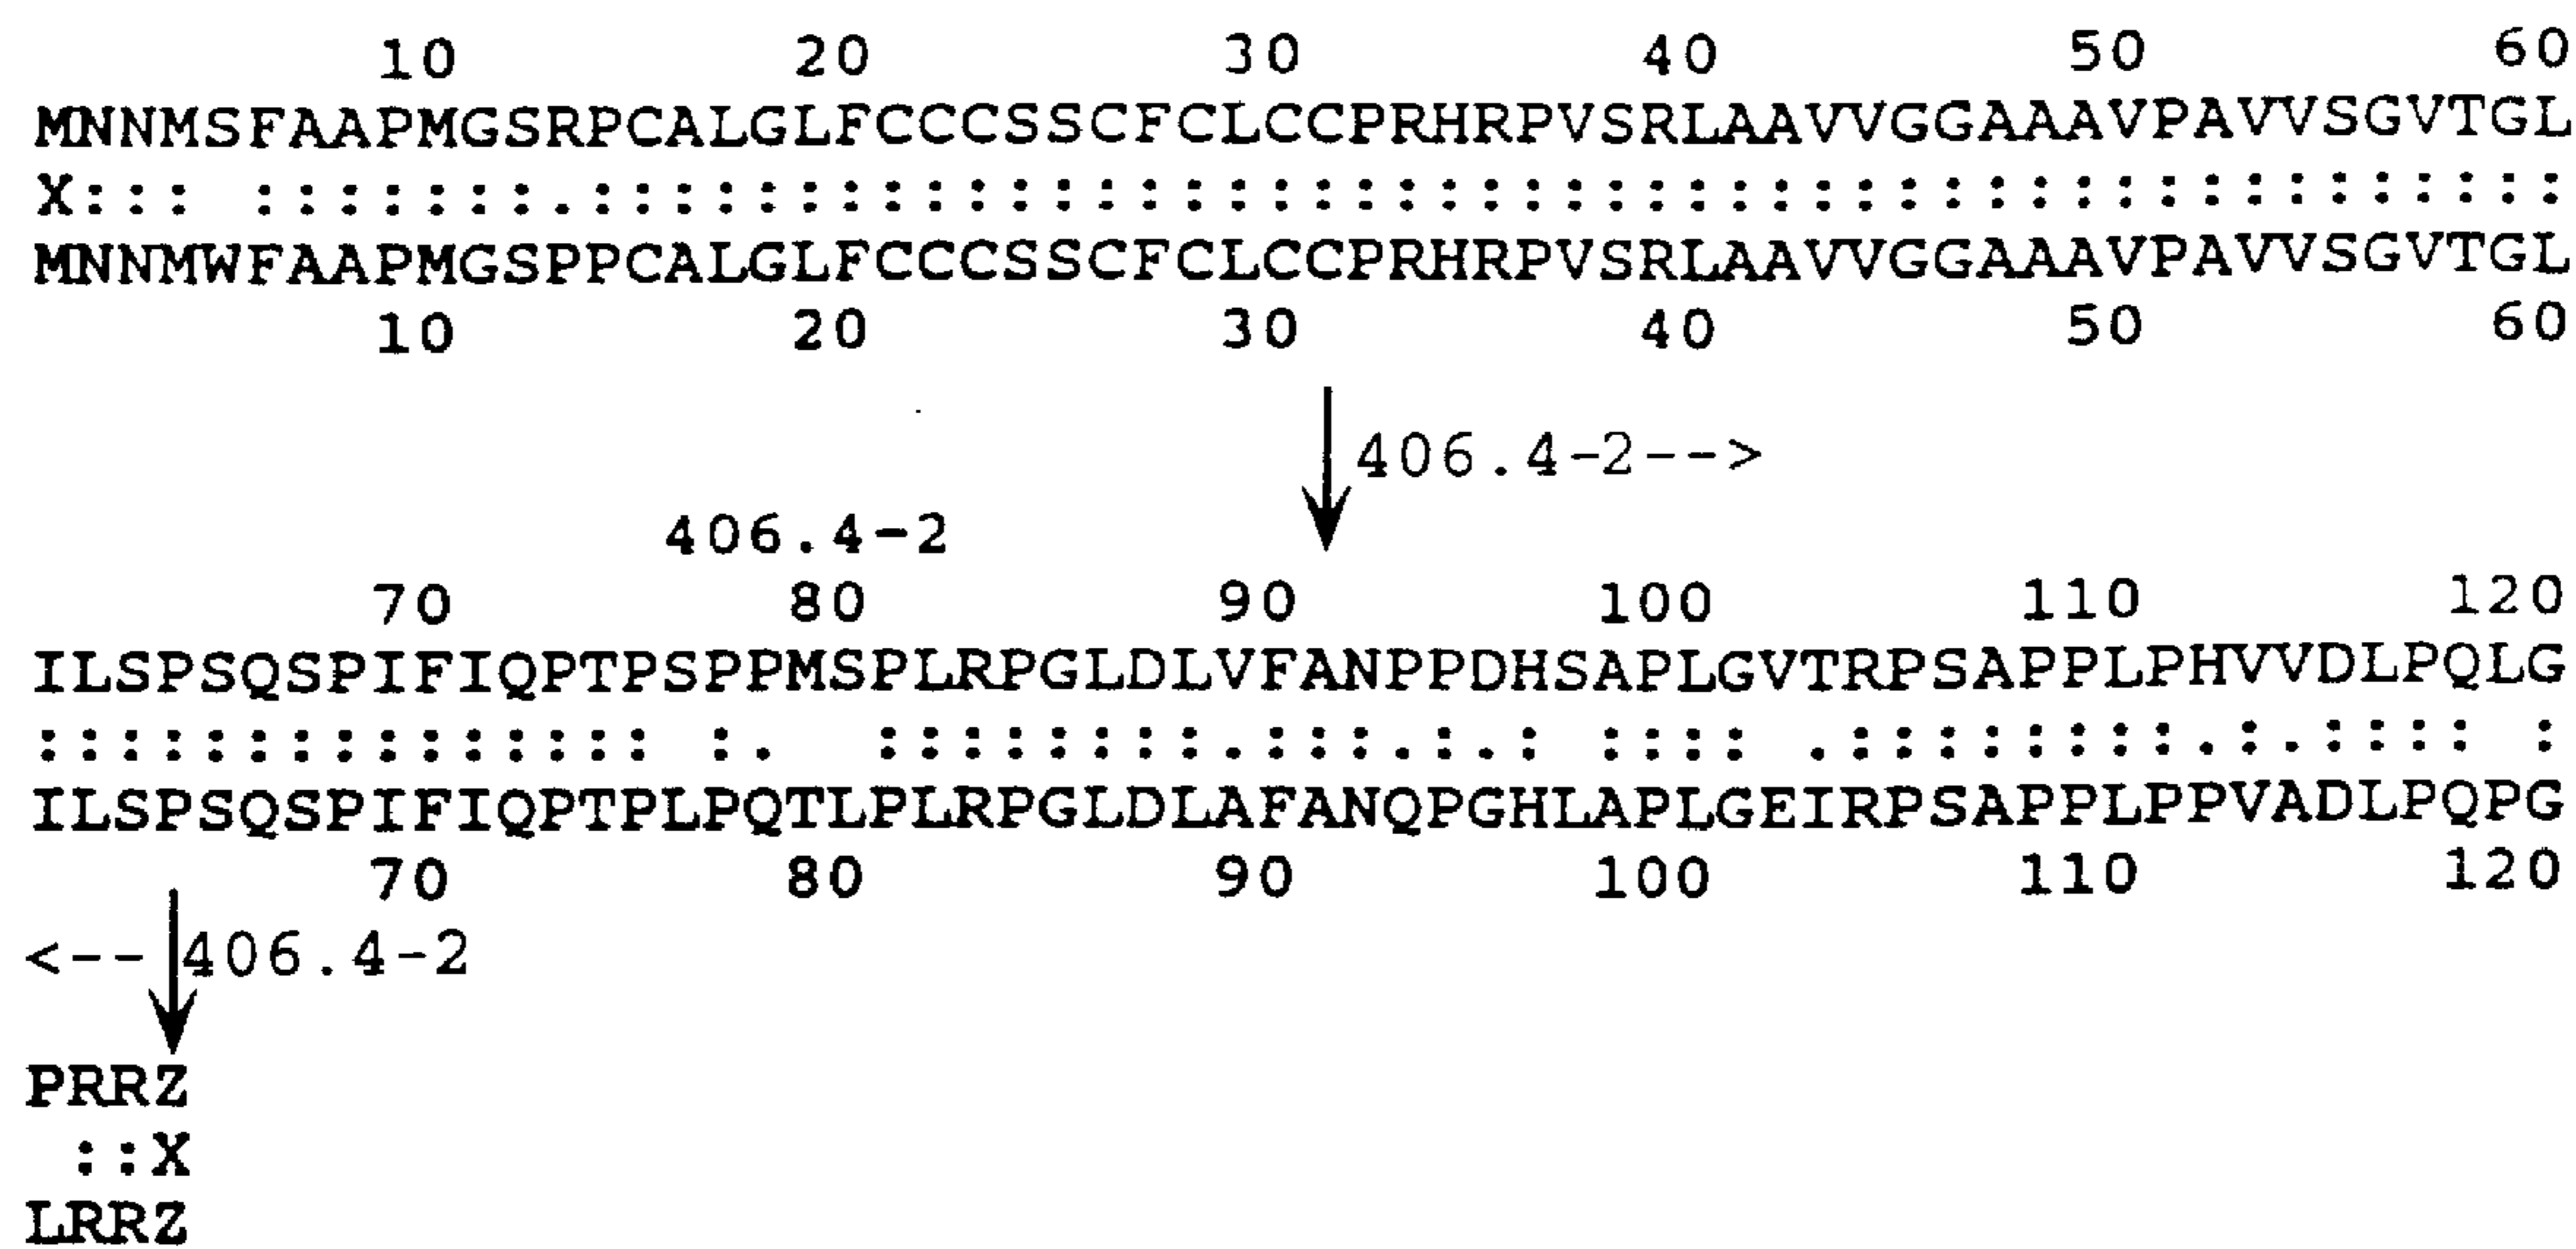 10 20 30 40 50 60
MNNMSFAAPMGSRPCALGLFCCCSSCFCLCCPRHRPVSRLAAVVGGAAAVPAVVSGVTGL
X::: :::::::.:::::::::::::::::::::::::::::::::::::::::::::::
MNNMWFAAPMGSPPCALGLFCCCSSCFCLCCPRHRPVSRLAAVVGGAAAVPAVVSGVTGL
10 20 30 40 50 60
406.4-2-->
406.4-2
70 80 90 100 110 120
ILSPSQSPIFIQPTPSPPMSPLRPGLDLVFANPPDHSAPLGVTRPSAPPLPHVVDLPQLG
::::::::::::::: :.  ::::::::.:::.:.: :::: .::::::::.:.:::: :
ILSPSQSPIFIQPTPLPQTLPLRPGLDLAFANQPGHLAPLGEIRPSAPPLPPVADLPQPG
70 80 90 100 110 120
<-- 406.4-2
PRRZ
::X
LRRZ